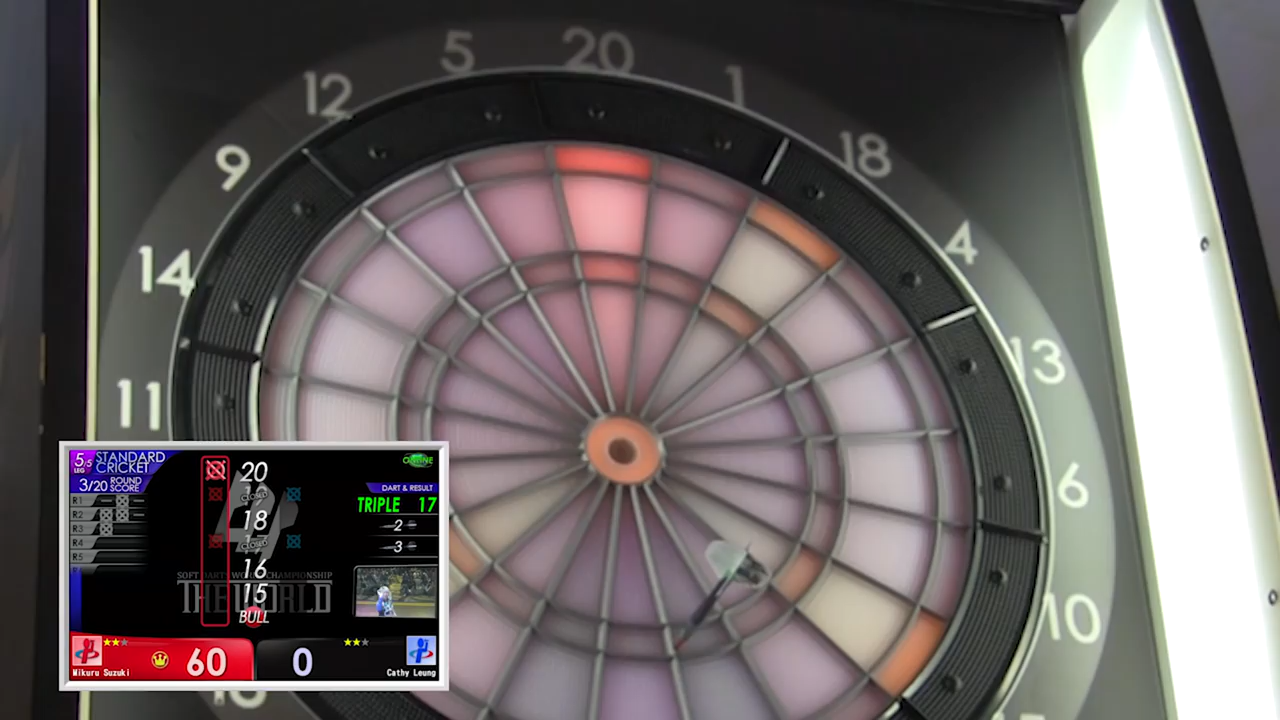 5 20 1
12 18
9 4
14 13
11 6
10
5/5 LEG STANDARD CRICKET
3/20 ROUND SCORE
R1
R2
R3
R4
R5
20
CLOSED
18
CLOSED
16
15
BULL
ONLINE
DART & RESULT
TRIPLE 17
2
3
SOFT DARTS WORLD CHAMPIONSHIP
THE WORLD
60 0
Mikuru Suzuki Cathy Leung